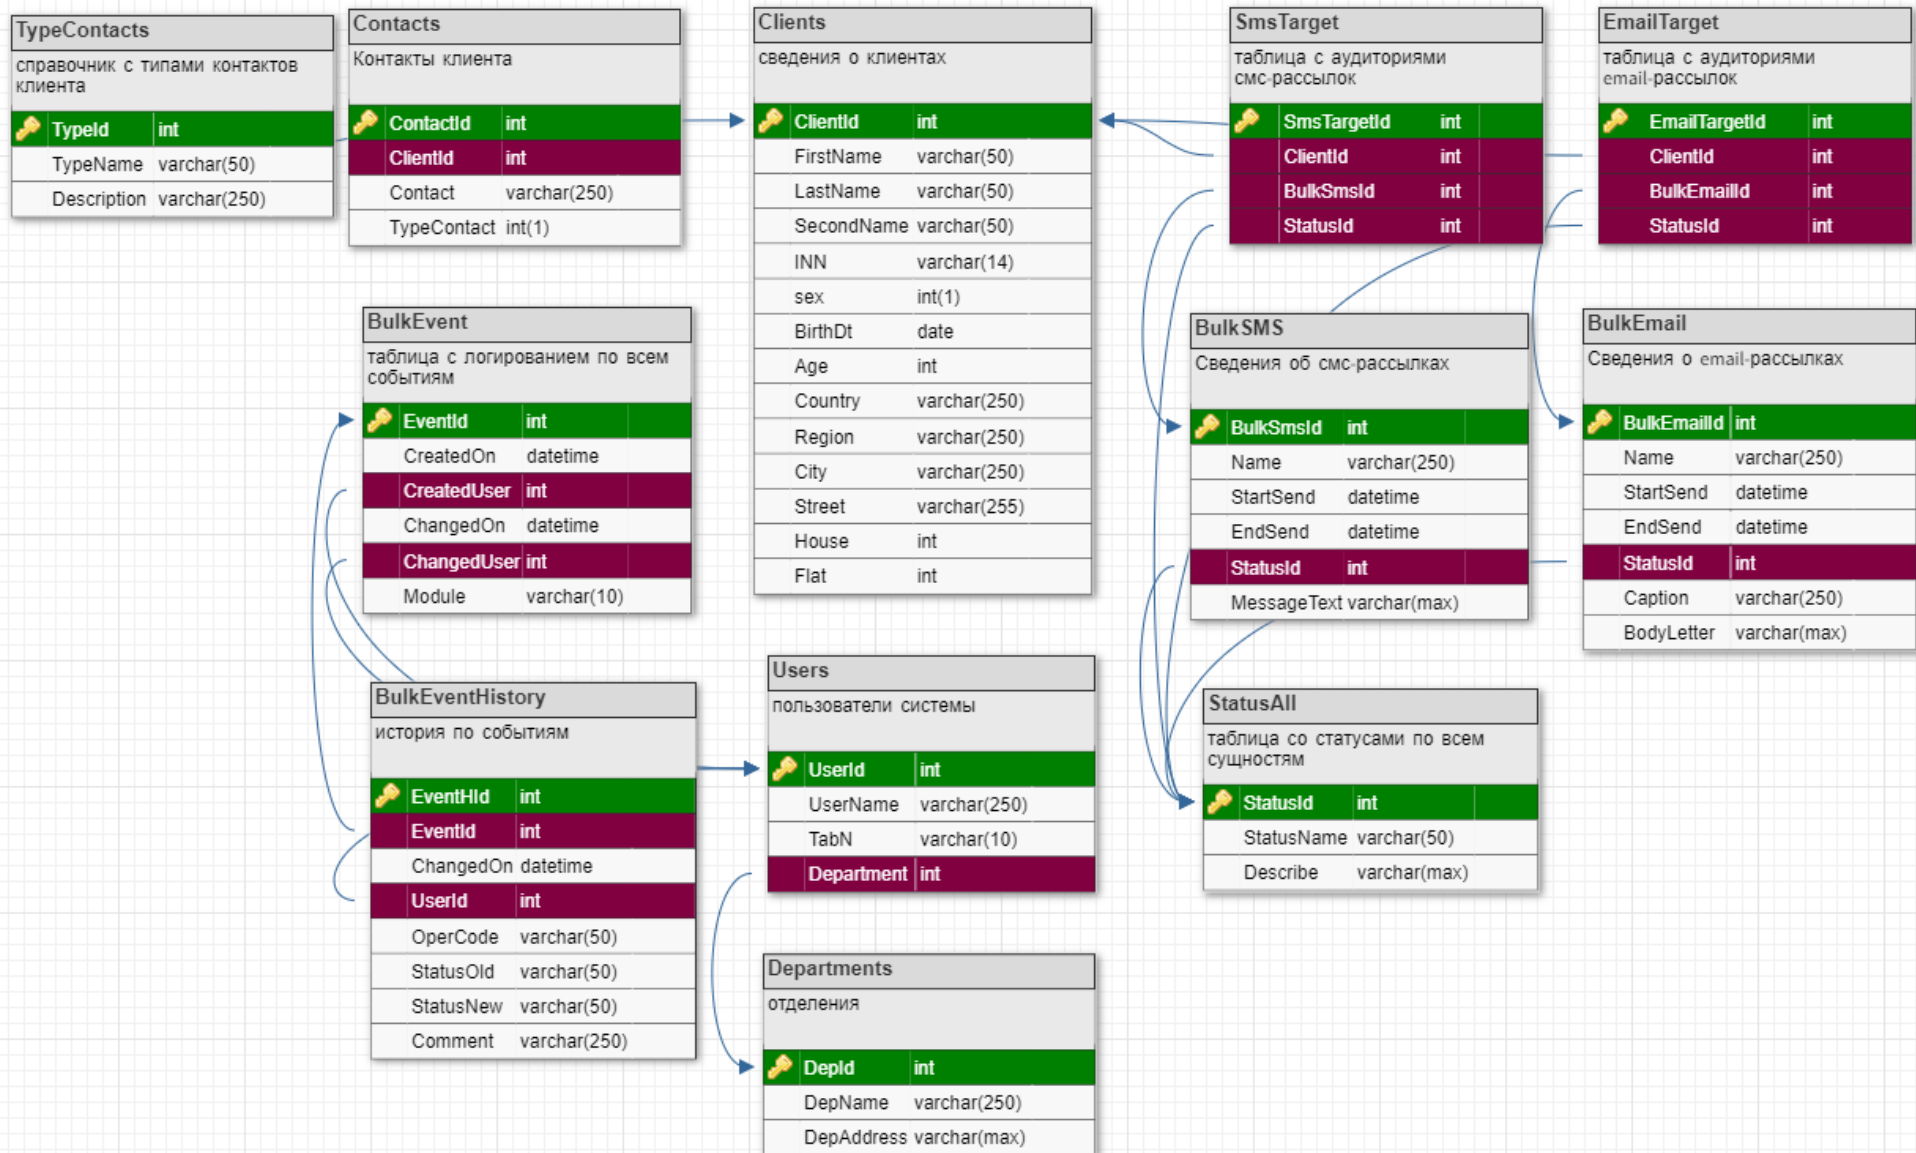 TypeContacts
справочник с типами контактов
клиента
TypeId int
TypeName varchar(50)
Description varchar(250)
Contacts
Контакты клиента
ContactId int
ClientId int
Contact varchar(250)
TypeContact int(1)
Clients
сведения о клиентах
ClientId int
FirstName varchar(50)
LastName varchar(50)
SecondName varchar(50)
INN varchar(14)
sex int(1)
BirthDt date
Age int
Country varchar(250)
Region varchar(250)
City varchar(250)
Street varchar(255)
House int
Flat int
SmsTarget
таблица с аудиториями
смс-рассылок
SmsTargetId int
ClientId int
BulkSmsId int
StatusId int
EmailTarget
таблица с аудиториями
email-рассылок
EmailTargetId int
ClientId int
BulkEmailId int
StatusId int
BulkEvent
таблица с логированием по всем
событиям
EventId int
CreatedOn datetime
CreatedUser int
ChangedOn datetime
ChangedUser int
Module varchar(10)
BulkSMS
Сведения об смс-рассылках
BulkSmsId int
Name varchar(250)
StartSend datetime
EndSend datetime
StatusId int
MessageText varchar(max)
BulkEmail
Сведения о email-рассылках
BulkEmailId int
Name varchar(250)
StartSend datetime
EndSend datetime
StatusId int
Caption varchar(250)
BodyLetter varchar(max)
BulkEventHistory
история по событиям
EventHId int
EventId int
ChangedOn datetime
UserId int
OperCode varchar(50)
StatusOld varchar(50)
StatusNew varchar(50)
Comment varchar(250)
Users
пользователи системы
UserId int
UserName varchar(250)
TabN varchar(10)
Department int
StatusAll
таблица со статусами по всем
сущностям
StatusId int
StatusName varchar(50)
Describe varchar(max)
Departments
отделения
DepId int
DepName varchar(250)
DepAddress varchar(max)